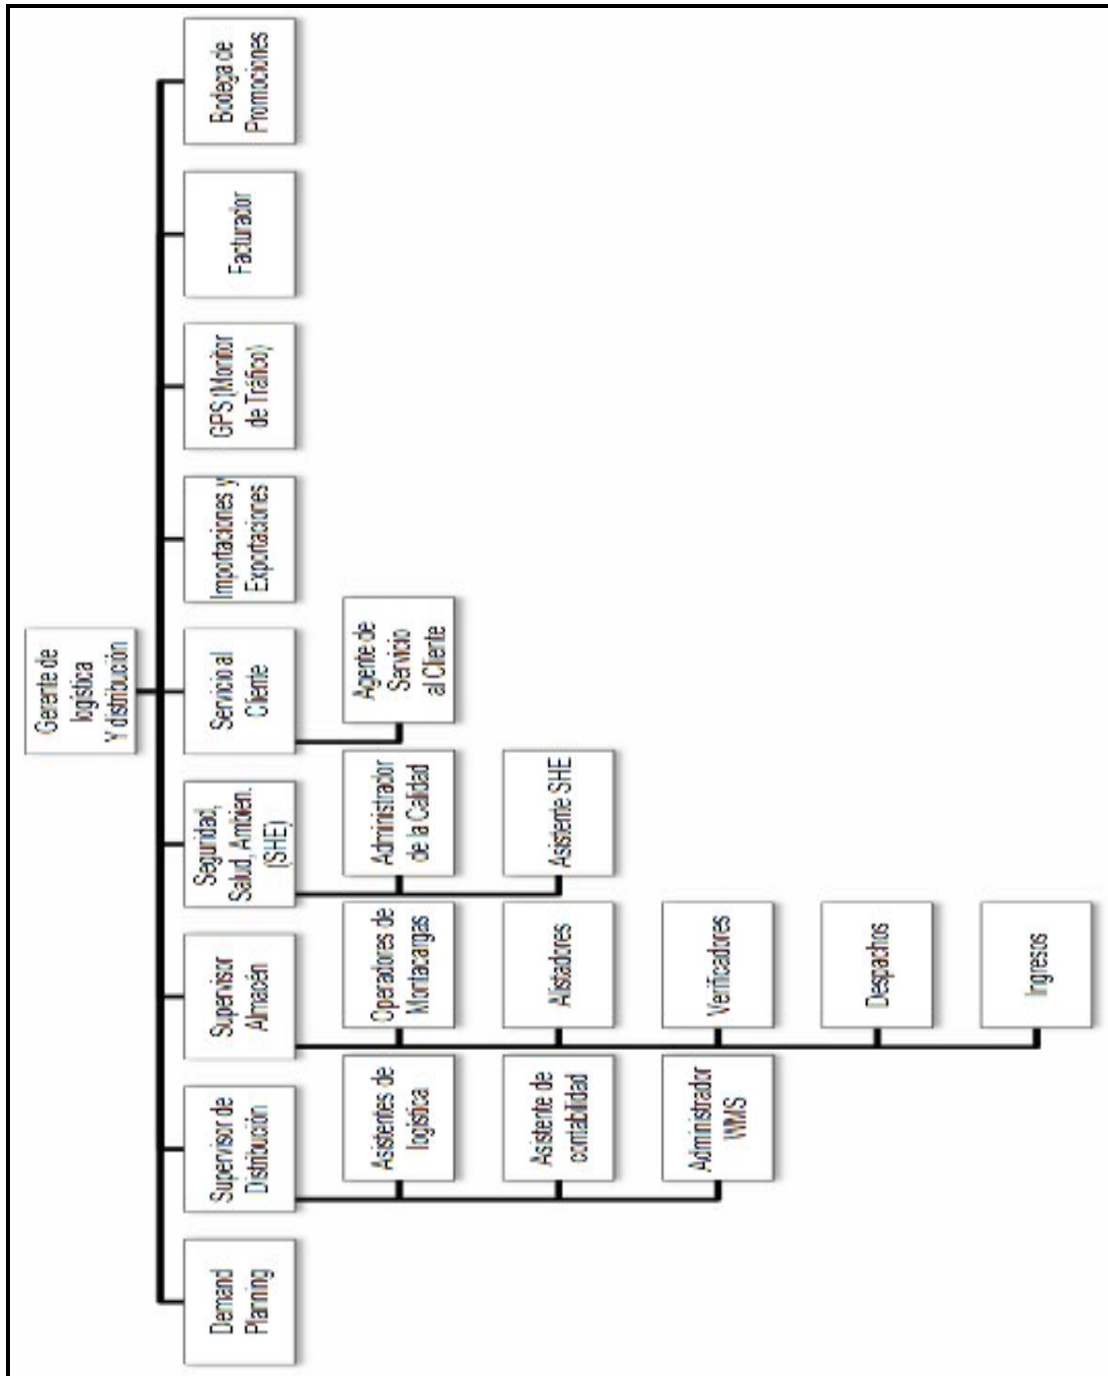 Gerente de
logística
Y distribución
Demand
Planning
Supervisor de
Distribución
Supervisor
Almacén
Seguridad,
Salud, Ambien.
(SHE)
Servicio al
Cliente
Importaciones y
Exportaciones
GPS (Monitor
de Tráfico)
Facturador
Bodega de
Promociones
Asistentes de
logística
Asistente de
contabilidad
Administrador
WMS
Operadores de
Montacargas
Alistadores
Verificadores
Despachos
Ingresos
Administrador
de la Calidad
Asistente SHE
Agente de
Servicio
al Cliente